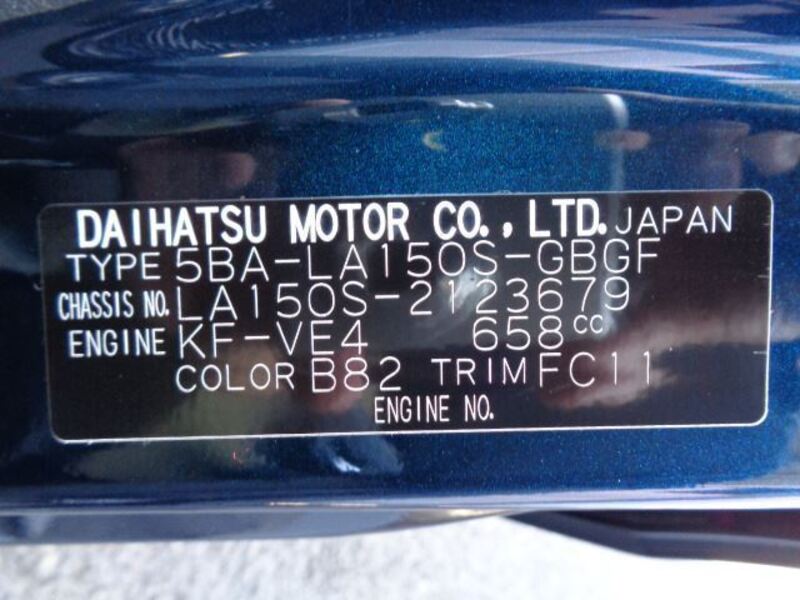 DAIHATSU MOTOR CO., LTD. JAPAN
TYPE 5BA-LA150S-GBGF
CHASSIS NO. LA150S-2123679
ENGINE KF-VE4 658cc
COLOR B82 TRIM FC11
ENGINE NO.